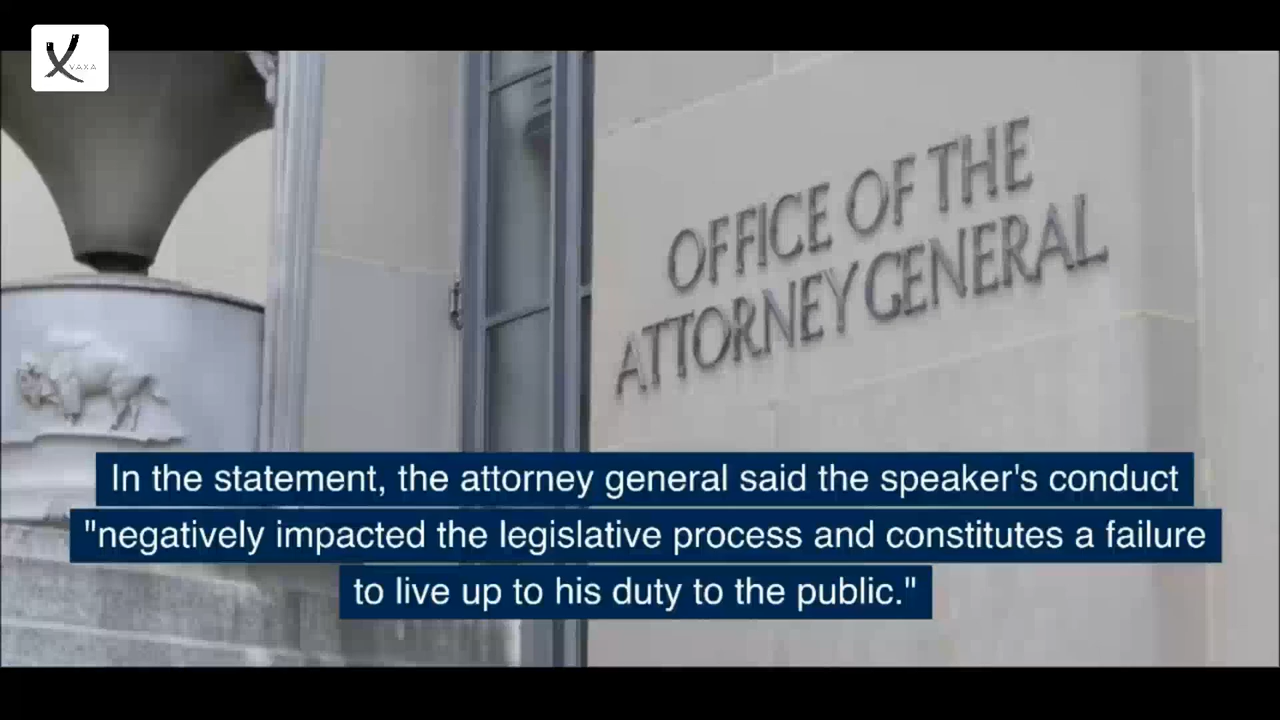 VAXA
OFFICE OF THE
ATTORNEY GENERAL
In the statement, the attorney general said the speaker's conduct
"negatively impacted the legislative process and constitutes a failure
to live up to his duty to the public."